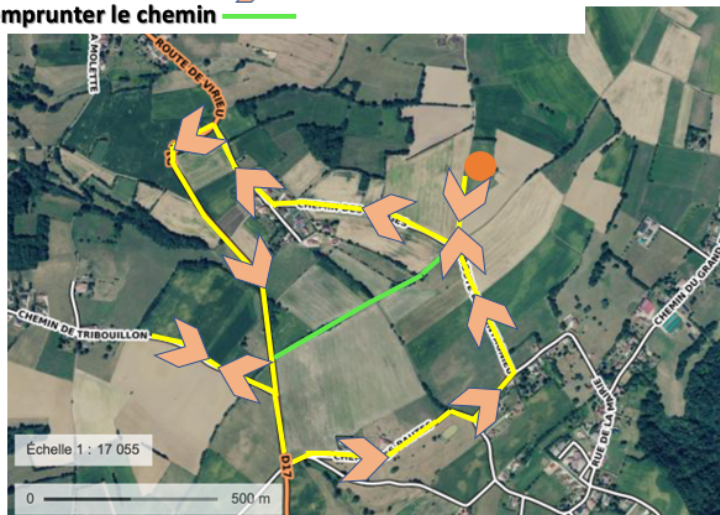 mprunter le chemin
A MOLETTE
ROUTE DE VIRIEU
CHEMIN DE TRIBOUILLON
CHEMIN DU GRAND
RUE DE LA MAIRIE
D17
Échelle 1 : 17 055
0 500 m